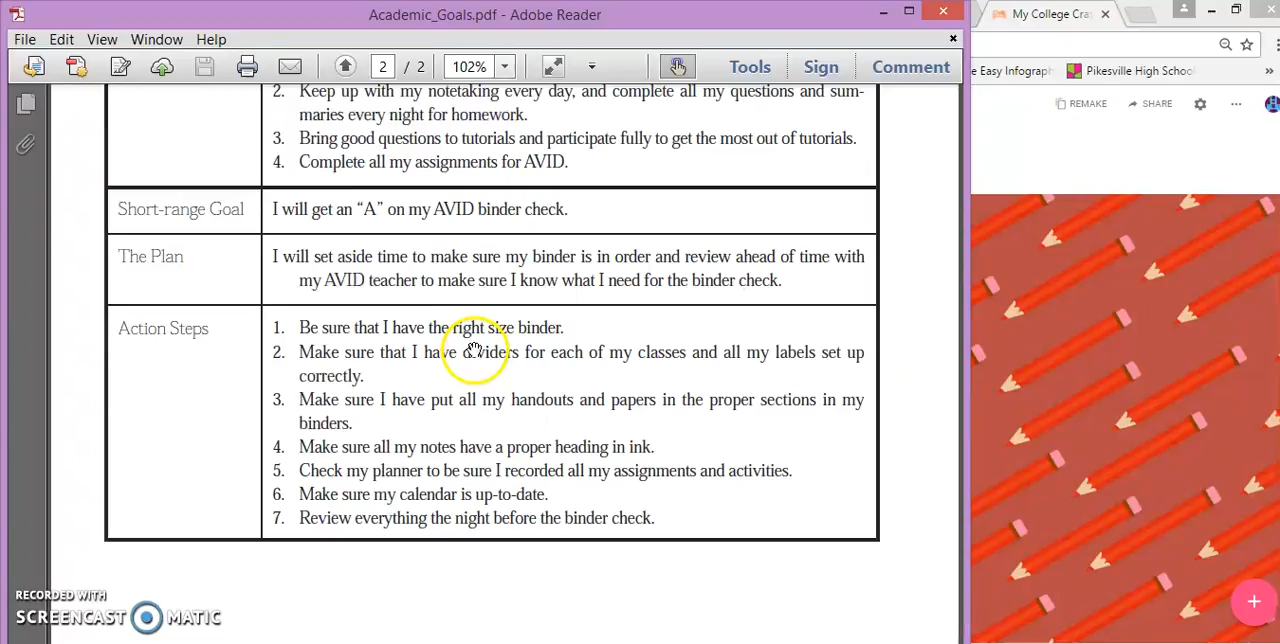 Academic_Goals.pdf - Adobe Reader
File Edit View Window Help
2 / 2 102% Tools Sign Comment
2. Keep up with my notetaking every day, and complete all my questions and sum-
maries every night for homework.
3. Bring good questions to tutorials and participate fully to get the most out of tutorials.
4. Complete all my assignments for AVID.
Short-range Goal I will get an “A” on my AVID binder check.
The Plan I will set aside time to make sure my binder is in order and review ahead of time with
my AVID teacher to make sure I know what I need for the binder check.
Action Steps 1. Be sure that I have the right size binder.
2. Make sure that I have dividers for each of my classes and all my labels set up
correctly.
3. Make sure I have put all my handouts and papers in the proper sections in my
binders.
4. Make sure all my notes have a proper heading in ink.
5. Check my planner to be sure I recorded all my assignments and activities.
6. Make sure my calendar is up-to-date.
7. Review everything the night before the binder check.
RECORDED WITH
SCREENCAST MATIC
My College Cra
e Easy Infograph Pikesville High Schoo
REMAKE SHARE